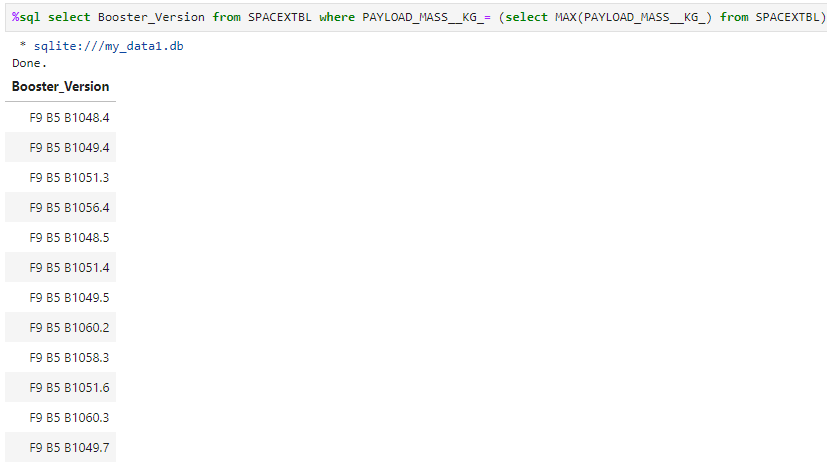 %sql select Booster_Version from SPACEXTBL where PAYLOAD_MASS__KG_= (select MAX(PAYLOAD_MASS__KG_) from SPACEXTBL)
* sqlite:///my_data1.db
Done.
Booster_Version
F9 B5 B1048.4
F9 B5 B1049.4
F9 B5 B1051.3
F9 B5 B1056.4
F9 B5 B1048.5
F9 B5 B1051.4
F9 B5 B1049.5
F9 B5 B1060.2
F9 B5 B1058.3
F9 B5 B1051.6
F9 B5 B1060.3
F9 B5 B1049.7